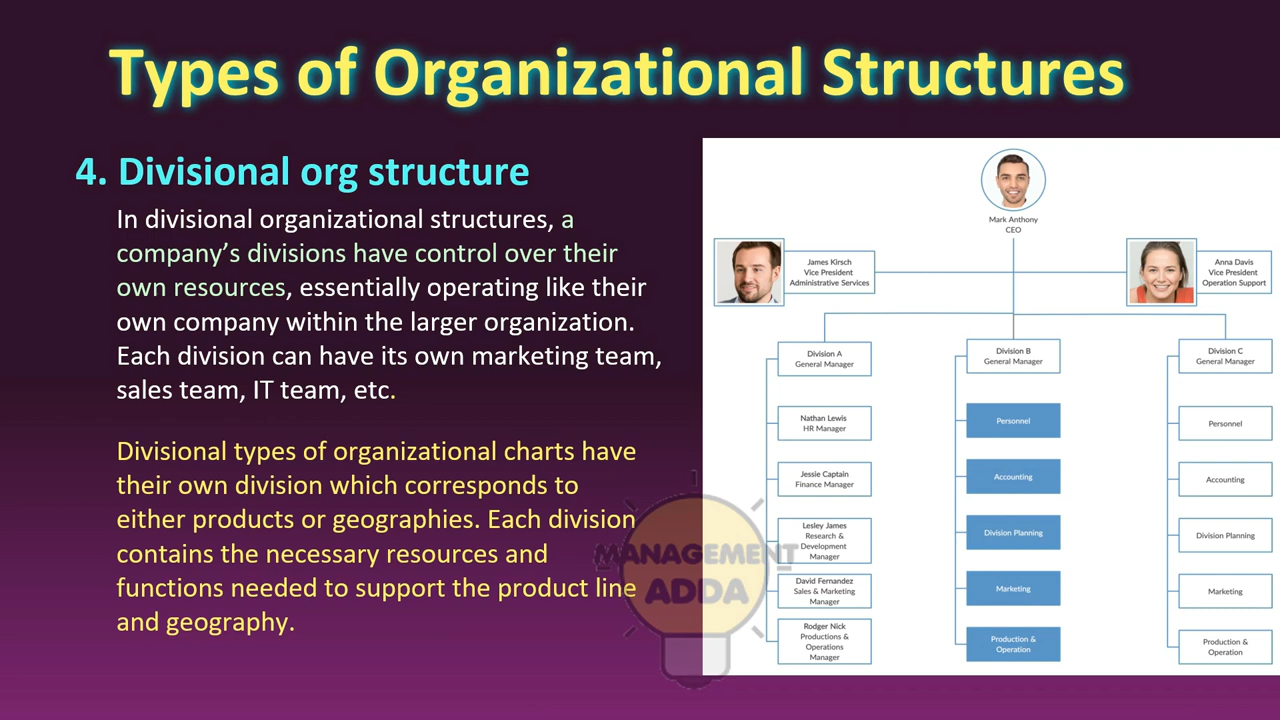 Types of Organizational Structures
4. Divisional org structure
In divisional organizational structures, a
company’s divisions have control over their
own resources, essentially operating like their
own company within the larger organization.
Each division can have its own marketing team,
sales team, IT team, etc.
Divisional types of organizational charts have
their own division which corresponds to
either products or geographies. Each division
contains the necessary resources and
functions needed to support the product line
and geography.
Mark Anthony
CEO
James Kirsch
Vice President
Administrative Services
Anna Davis
Vice President
Operation Support
Division A
General Manager
Nathan Lewis
HR Manager
Jessie Captain
Finance Manager
Lesley James
Research &
Development
Manager
David Fernandez
Sales & Marketing
Manager
Rodger Nick
Productions &
Operations
Manager
Division B
General Manager
Personnel
Accounting
Division Planning
Marketing
Production &
Operation
Division C
General Manager
Personnel
Accounting
Division Planning
Marketing
Production &
Operation
MANAGEMENT
ADDA